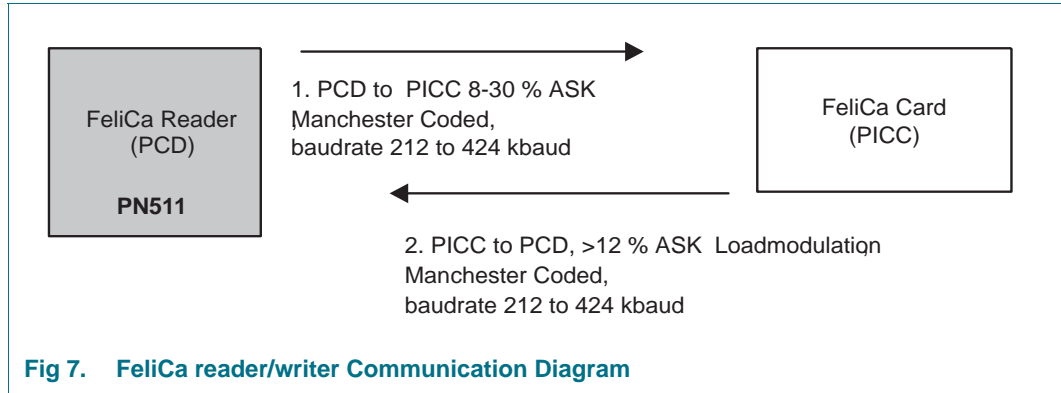 FeliCa Reader
(PCD)
PN511
1. PCD to PICC 8-30 % ASK
,Manchester Coded,
baudrate 212 to 424 kbaud
FeliCa Card
(PICC)
2. PICC to PCD, >12 % ASK Loadmodulation,
Manchester Coded,
baudrate 212 to 424 kbaud
Fig 7. FeliCa reader/writer Communication Diagram